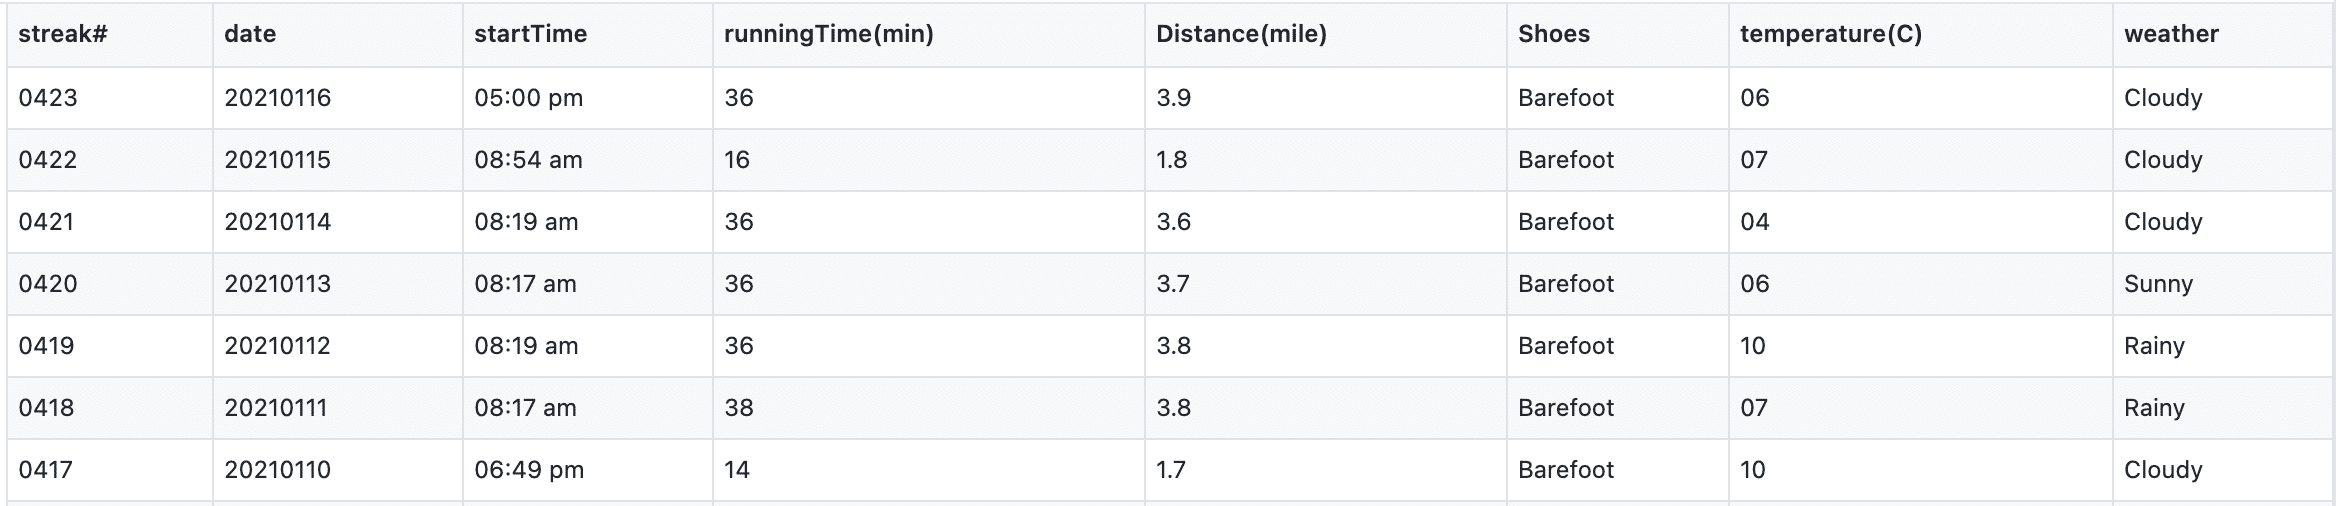 streak# date startTime runningTime(min) Distance(mile) Shoes temperature(C) weather
0423 20210116 05:00 pm 36 3.9 Barefoot 06 Cloudy
0422 20210115 08:54 am 16 1.8 Barefoot 07 Cloudy
0421 20210114 08:19 am 36 3.6 Barefoot 04 Cloudy
0420 20210113 08:17 am 36 3.7 Barefoot 06 Sunny
0419 20210112 08:19 am 36 3.8 Barefoot 10 Rainy
0418 20210111 08:17 am 38 3.8 Barefoot 07 Rainy
0417 20210110 06:49 pm 14 1.7 Barefoot 10 Cloudy